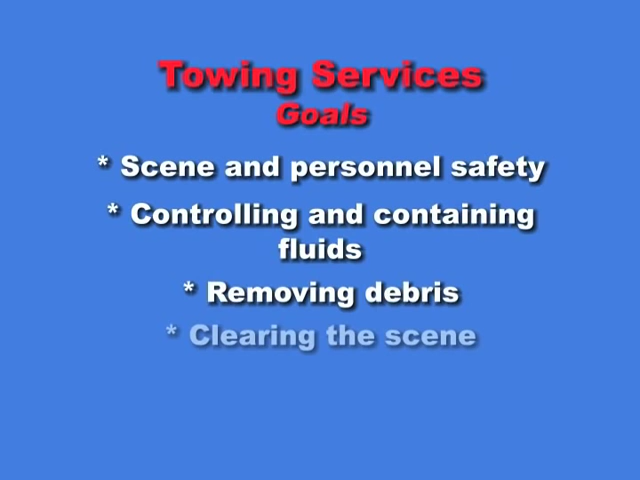 Towing Services
Goals
* Scene and personnel safety
* Controlling and containing
fluids
* Removing debris
* Clearing the scene